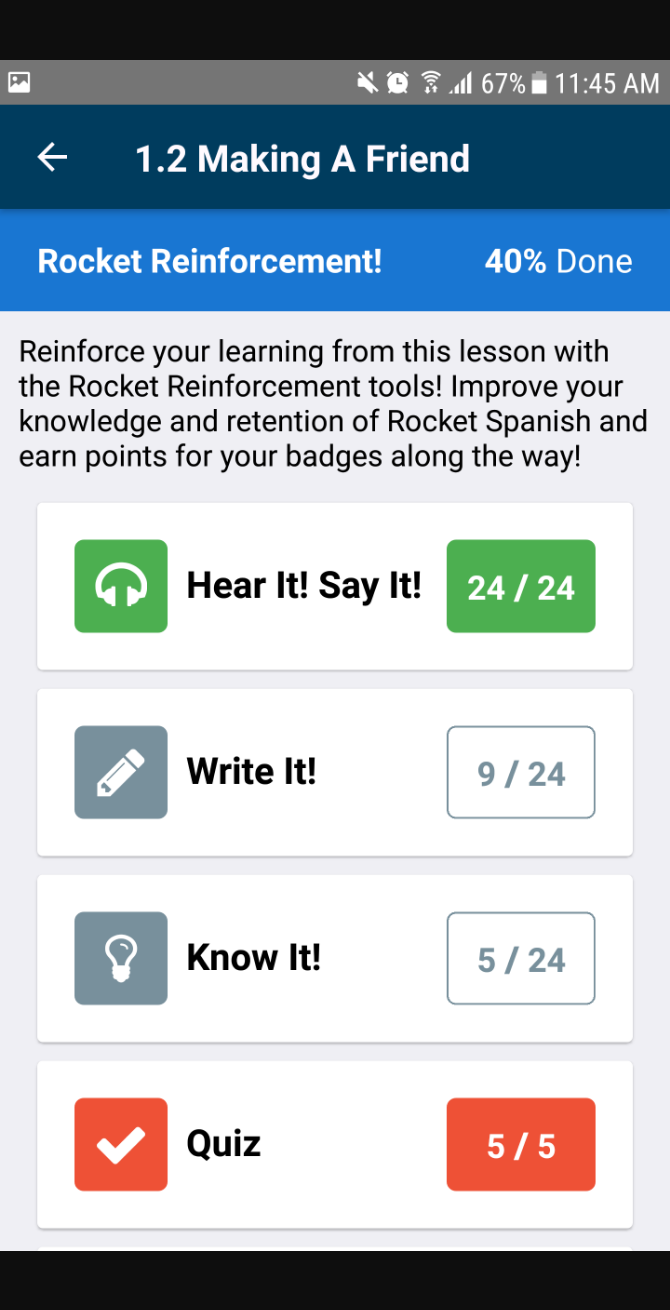 67% 11:45 AM
1.2 Making A Friend
Rocket Reinforcement! 40% Done
Reinforce your learning from this lesson with
the Rocket Reinforcement tools! Improve your
knowledge and retention of Rocket Spanish and
earn points for your badges along the way!
Hear It! Say It! 24 / 24
Write It! 9 / 24
Know It! 5 / 24
Quiz 5 / 5